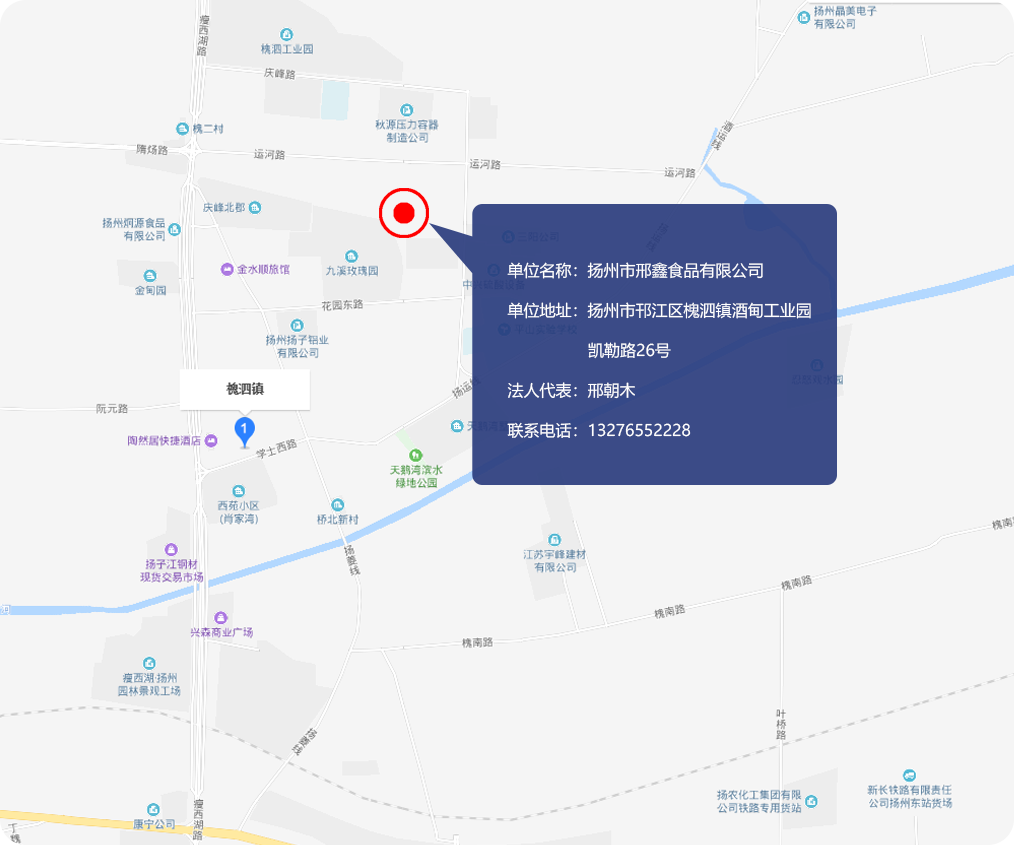 瘦西湖路
扬州晶美电子
有限公司
槐泗工业园
庆峰路
秋源压力容器
制造公司
槐二村
酒运线
隋炀路
运河路
运河路
运河路
庆峰北郡
扬州炯源食品
有限公司
金水顺旅馆
九溪玫瑰园
金甸园
花园东路
扬州扬子铝业
有限公司
单位名称：扬州市邢鑫食品有限公司
单位地址：扬州市邗江区槐泗镇酒甸工业园
凯勒路26号
法人代表：邢朝木
联系电话：13276552228
槐泗镇
1
阮元路
扬运线
陶然居快捷酒店
学士西路
天鹅湾滨水
绿地公园
西苑小区
(肖家湾)
桥北新村
扬菱线
扬子江钢材
现货交易市场
江苏宇峰建材
有限公司
槐南路
槐南路
槐南路
槐南路
兴森商业广场
瘦西湖·扬州
园林景观工场
扬菱线
叶桥路
扬农化工集团有限
公司铁路专用货站
新长铁路有限责任
公司扬州东站货场
康宁公司
瘦西湖路
丁魏